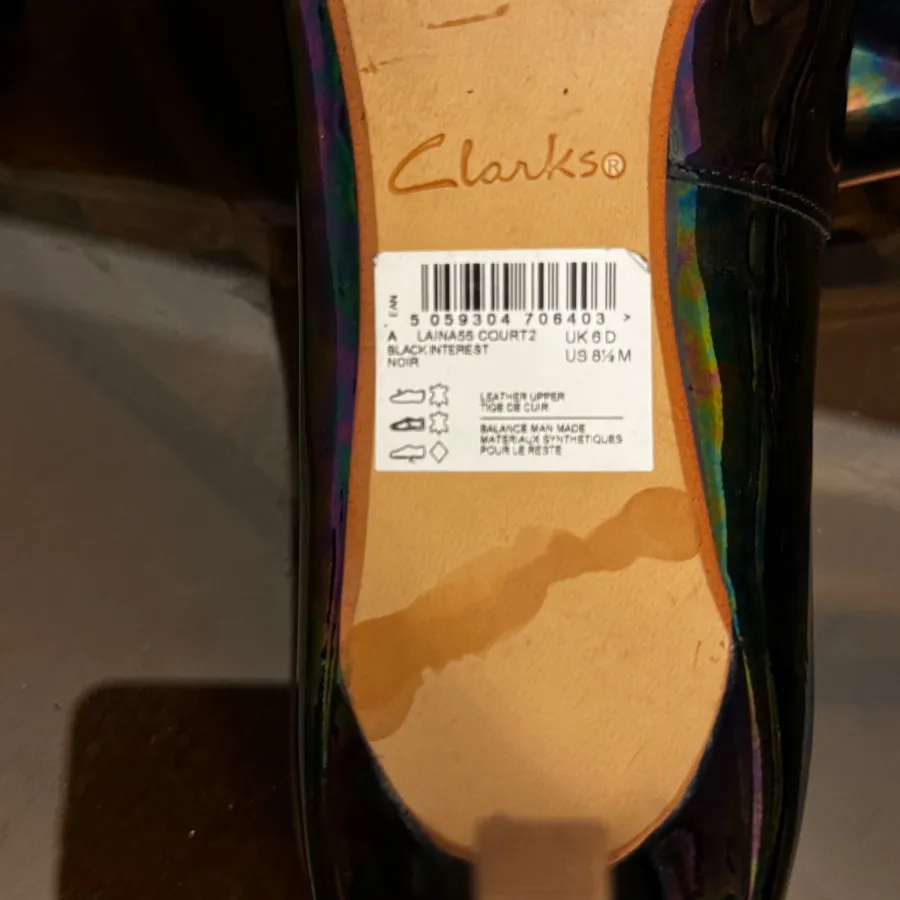 Clarks®
EAN
5 059304 706403 >
A LAINA55 COURT2 UK 6 D
BLACK INTEREST US 8½ M
NOIR
LEATHER UPPER
TIGE DE CUIR
BALANCE MAN MADE
MATERIAUX SYNTHETIQUES
POUR LE RESTE